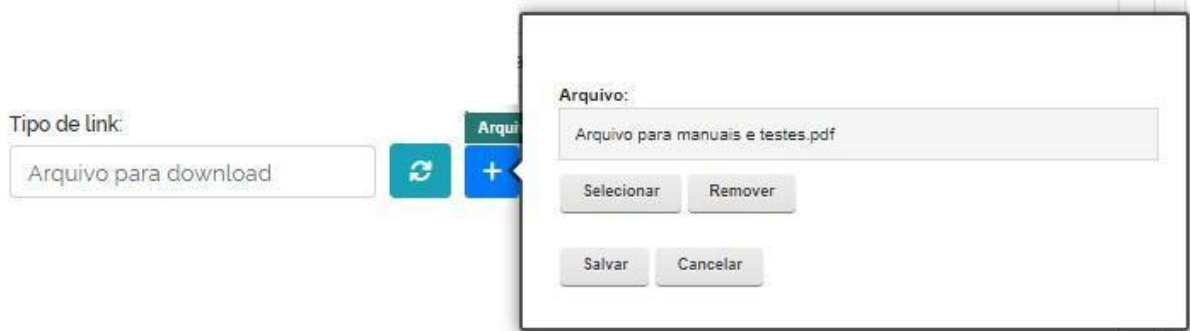 Arquivo:
Tipo de link:
Arquivo para manuais e testes.pdf
Arquivo para download
Selecionar Remover
Salvar Cancelar